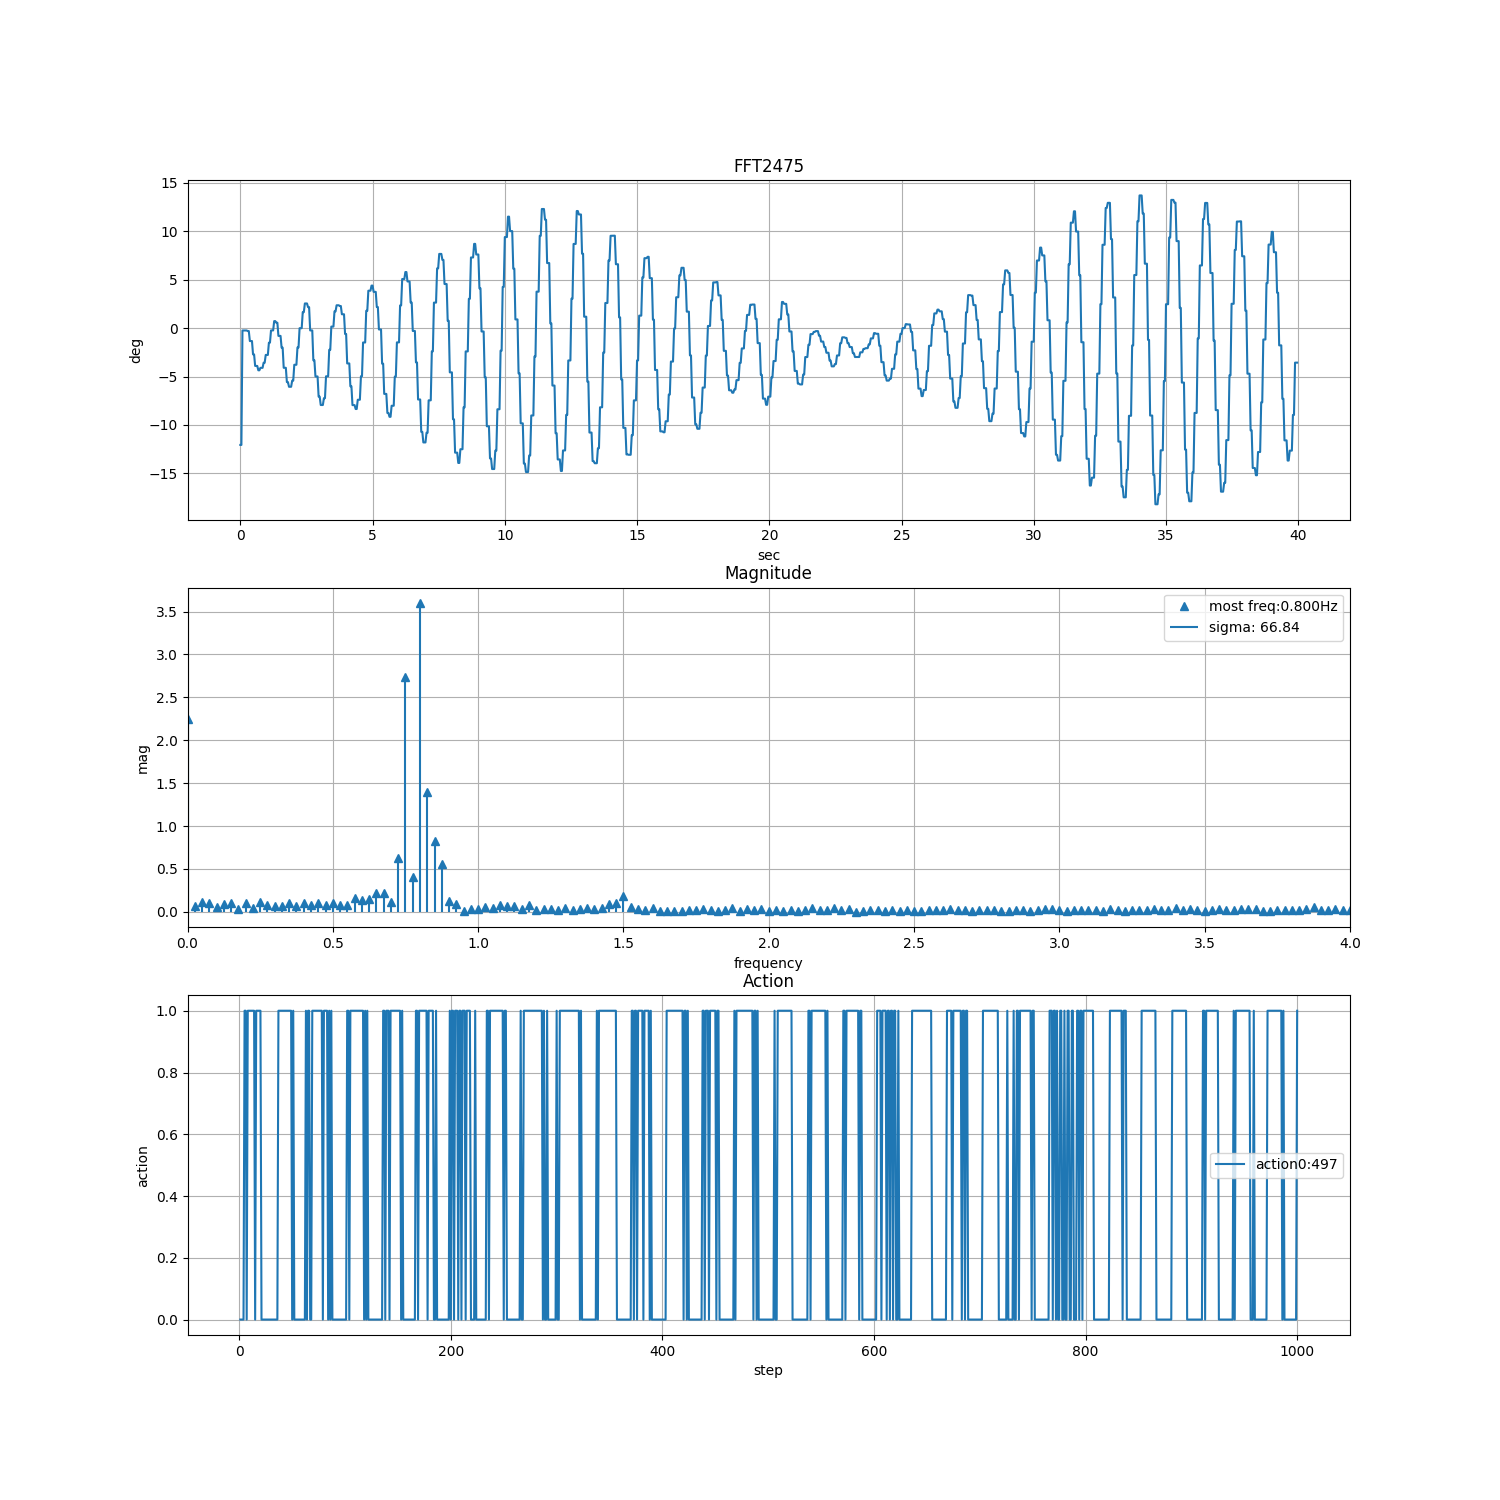 FFT2475
15
10
5
0
−5
−10
−15
deg
0 5 10 15 20 25 30 35 40
sec
Magnitude
most freq:0.800Hz
sigma: 66.84
3.5
3.0
2.5
2.0
1.5
1.0
0.5
0.0
mag
0.0 0.5 1.0 1.5 2.0 2.5 3.0 3.5 4.0
frequency
Action
1.0
0.8
0.6
0.4
0.2
0.0
action
action0:497
0 200 400 600 800 1000
step